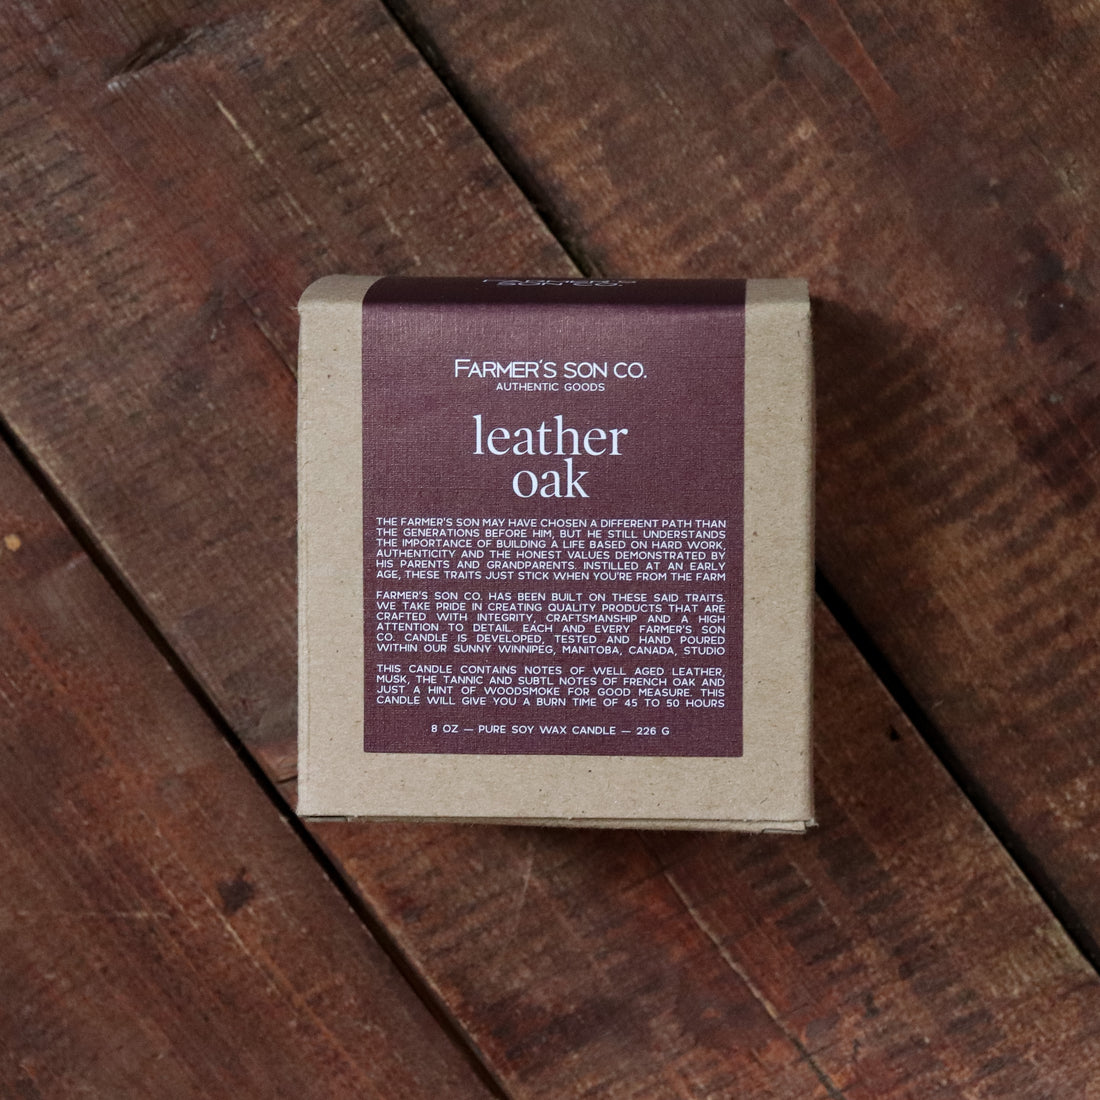 FARMER'S SON CO.
AUTHENTIC GOODS
leather
oak
THE FARMER'S SON MAY HAVE CHOSEN A DIFFERENT PATH THAN
THE GENERATIONS BEFORE HIM, BUT HE STILL UNDERSTANDS
THE IMPORTANCE OF BUILDING A LIFE BASED ON HARD WORK,
AUTHENTICITY AND THE HONEST VALUES DEMONSTRATED BY
HIS PARENTS AND GRANDPARENTS. INSTILLED AT AN EARLY
AGE, THESE TRAITS JUST STICK WHEN YOU'RE FROM THE FARM
FARMER'S SON CO. HAS BEEN BUILT ON THESE SAID TRAITS.
WE TAKE PRIDE IN CREATING QUALITY PRODUCTS THAT ARE
CRAFTED WITH INTEGRITY, CRAFTSMANSHIP AND A HIGH
ATTENTION TO DETAIL. EACH AND EVERY FARMER'S SON
CO. CANDLE IS DEVELOPED, TESTED AND HAND POURED
WITHIN OUR SUNNY WINNIPEG, MANITOBA, CANADA, STUDIO
THIS CANDLE CONTAINS NOTES OF WELL AGED LEATHER,
MUSK, THE TANNIC AND SUBTL NOTES OF FRENCH OAK AND
JUST A HINT OF WOODSMOKE FOR GOOD MEASURE. THIS
CANDLE WILL GIVE YOU A BURN TIME OF 45 TO 50 HOURS
8 OZ — PURE SOY WAX CANDLE — 226 G